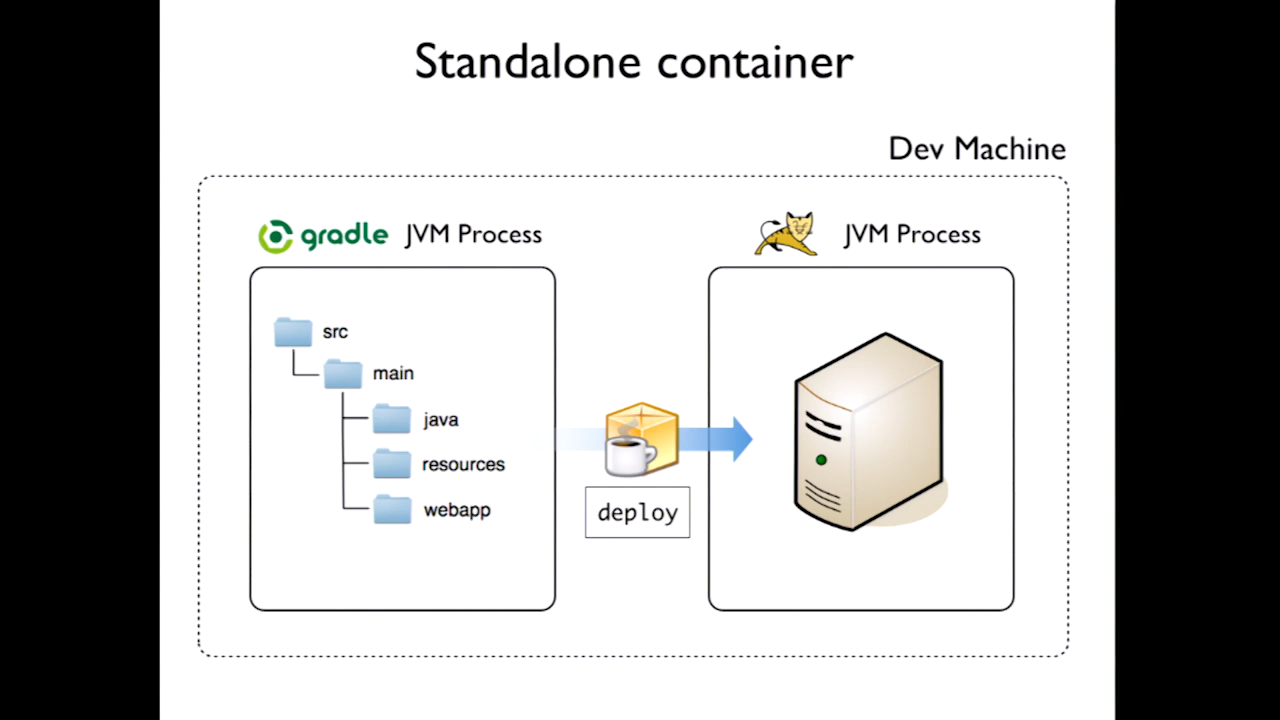 Standalone container
Dev Machine
gradle JVM Process
JVM Process
src
main
java
resources
webapp
deploy